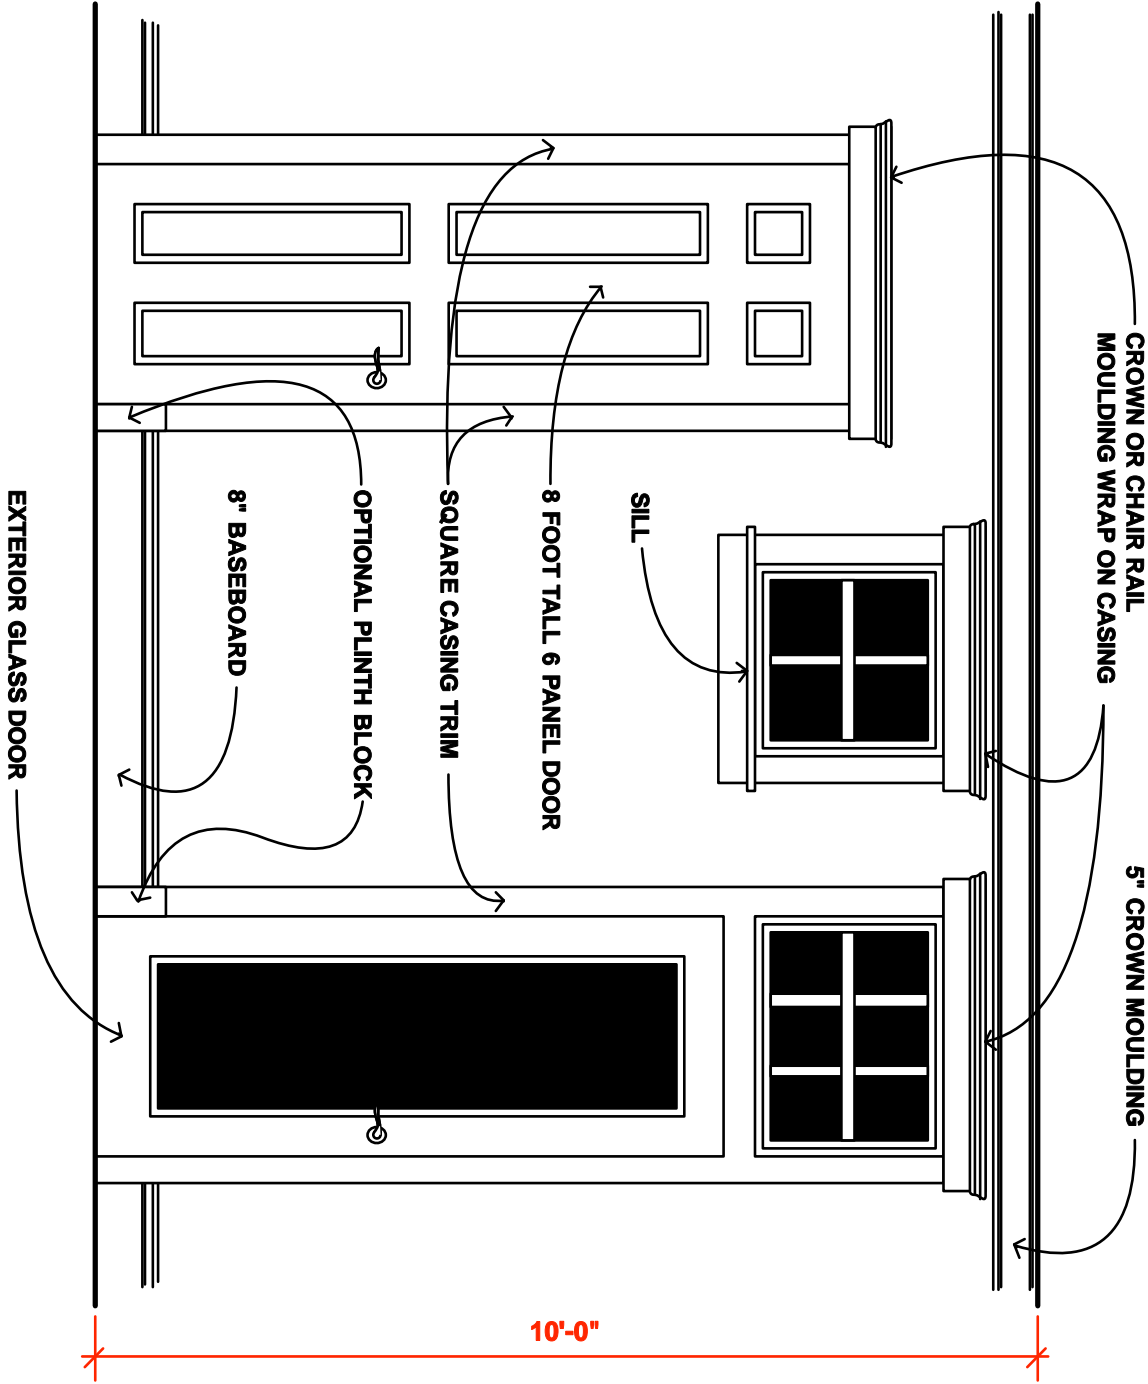 CROWN OR CHAIR RAIL
MOULDING WRAP ON CASING
5" CROWN MOULDING
SILL
8 FOOT TALL 6 PANEL DOOR
SQUARE CASING TRIM
OPTIONAL PLINTH BLOCK
8" BASEBOARD
EXTERIOR GLASS DOOR
10'-0"